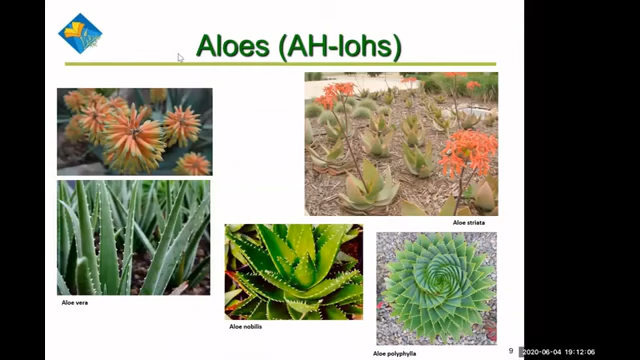 Aloes (AH-lohs)
Aloe striata
Aloe vera
Aloe nobilis
Aloe polyphylla
9
2020-06-04 19:12:06